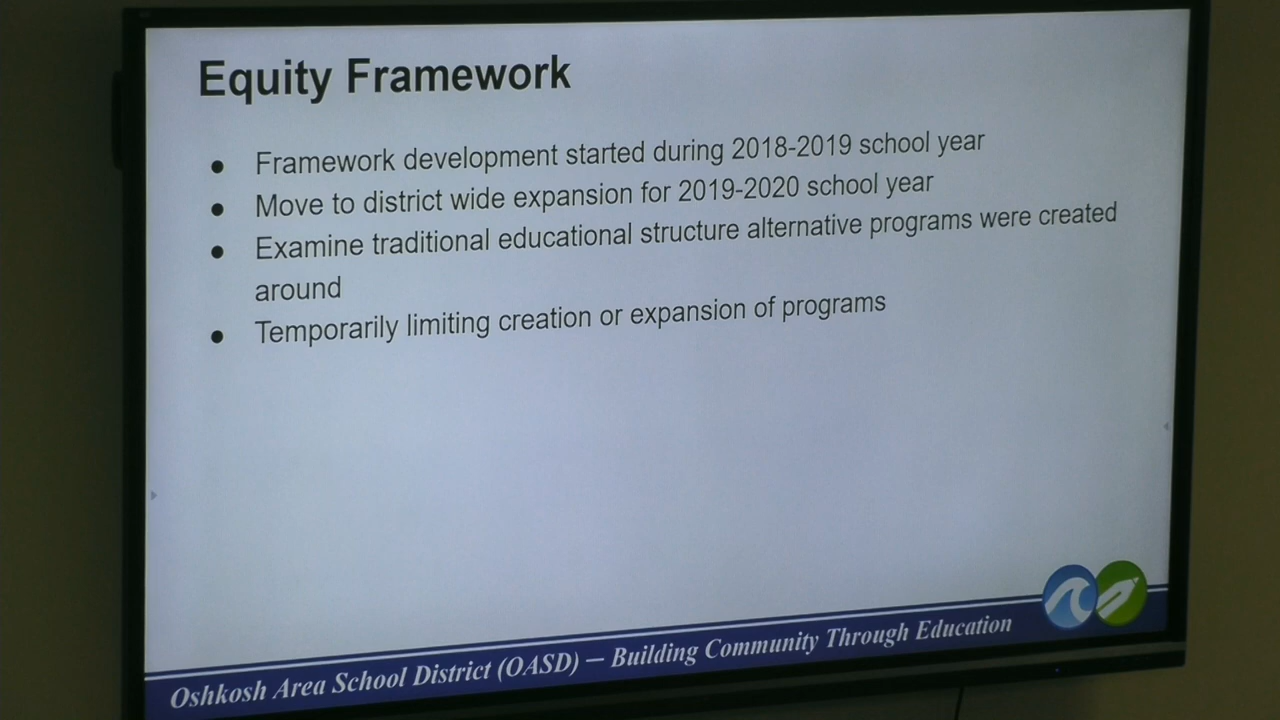 Equity Framework
● Framework development started during 2018-2019 school year
● Move to district wide expansion for 2019-2020 school year
● Examine traditional educational structure alternative programs were created
around
● Temporarily limiting creation or expansion of programs
Oshkosh Area School District (OASD) — Building Community Through Education